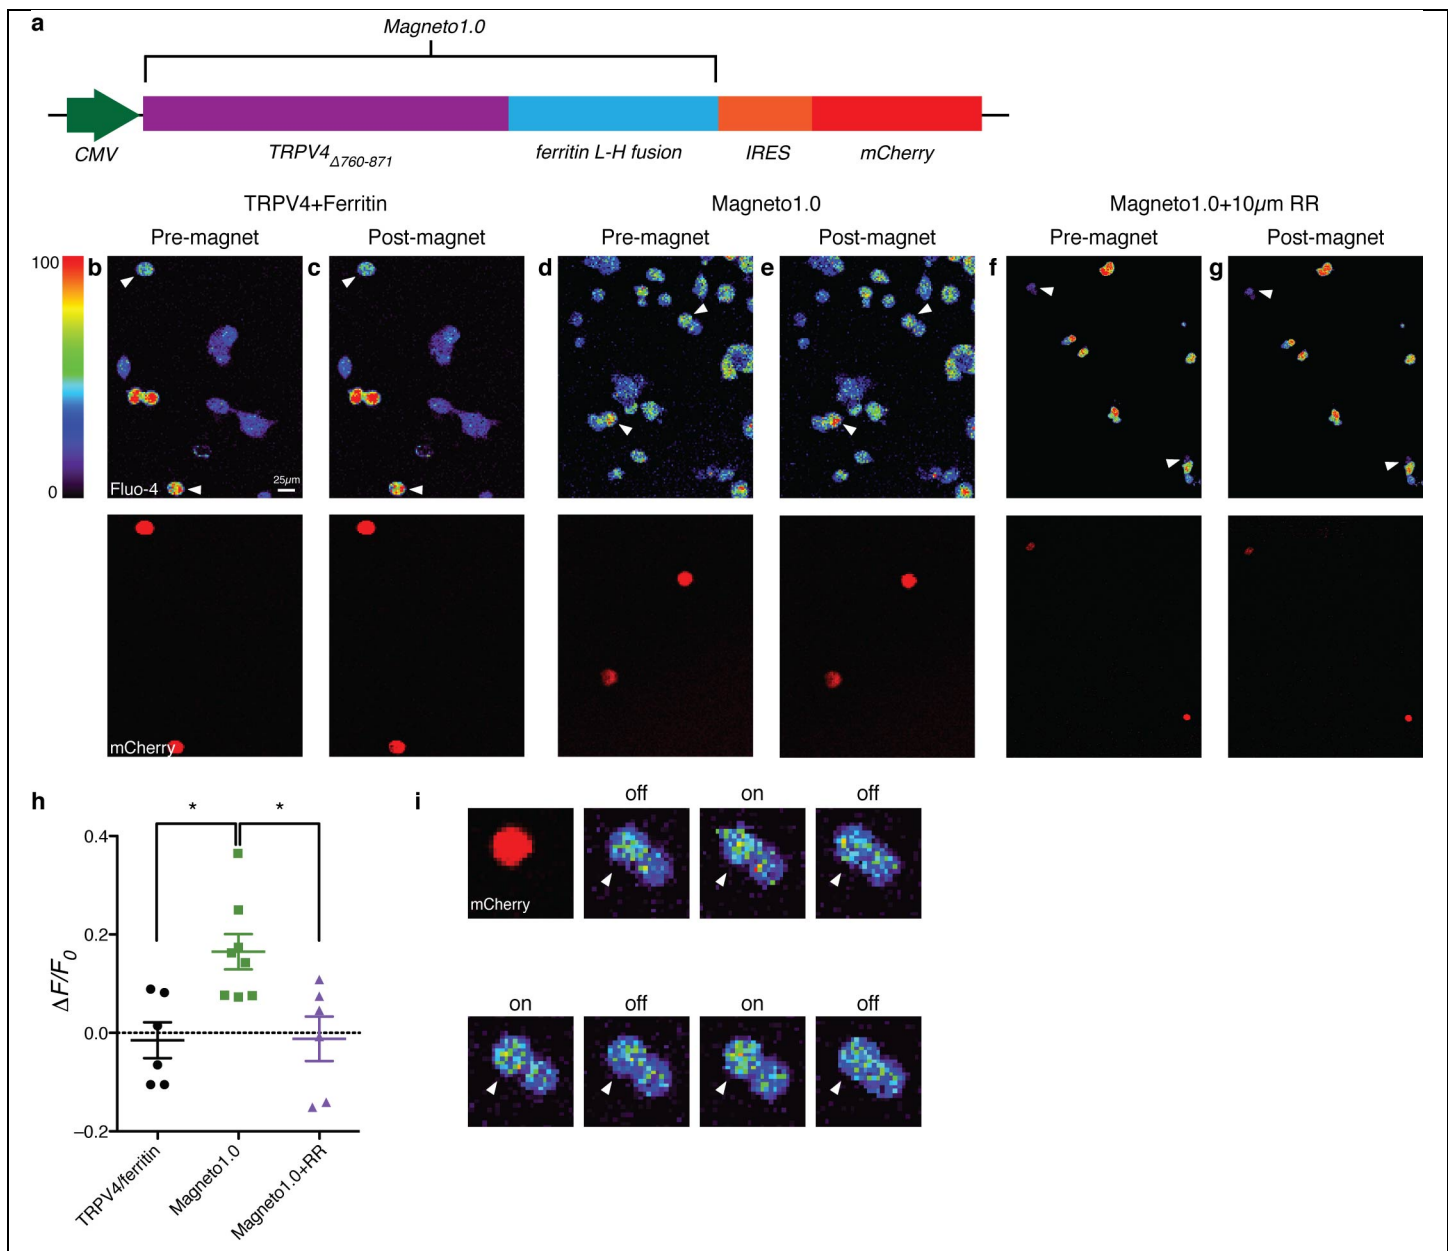 a
Magneto1.0
CMV
TRPV4Δ760-871
ferritin L-H fusion
IRES
mCherry
TRPV4+Ferritin
Magneto1.0
Magneto1.0+10µm RR
Pre-magnet
Post-magnet
Pre-magnet
Post-magnet
Pre-magnet
Post-magnet
100
0
b
c
d
e
f
g
Fluo-4
25µm
mCherry
h
*
*
0.4
0.2
0.0
−0.2
ΔF/F0
TRPV4/ferritin
Magneto1.0
Magneto1.0+RR
i
off
on
off
mCherry
on
off
on
off